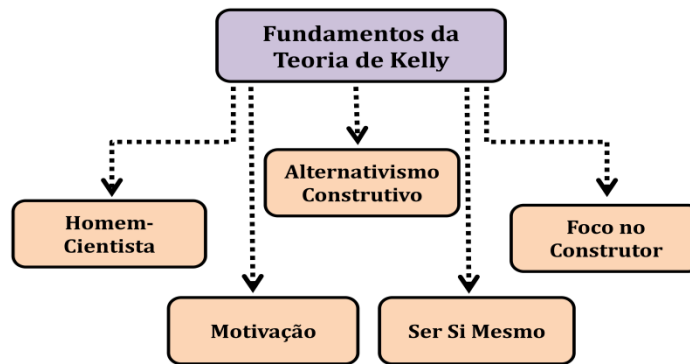 Fundamentos da
Teoria de Kelly
Alternativismo
Construtivo
Homem-
Cientista
Foco no
Construtor
Motivação
Ser Si Mesmo